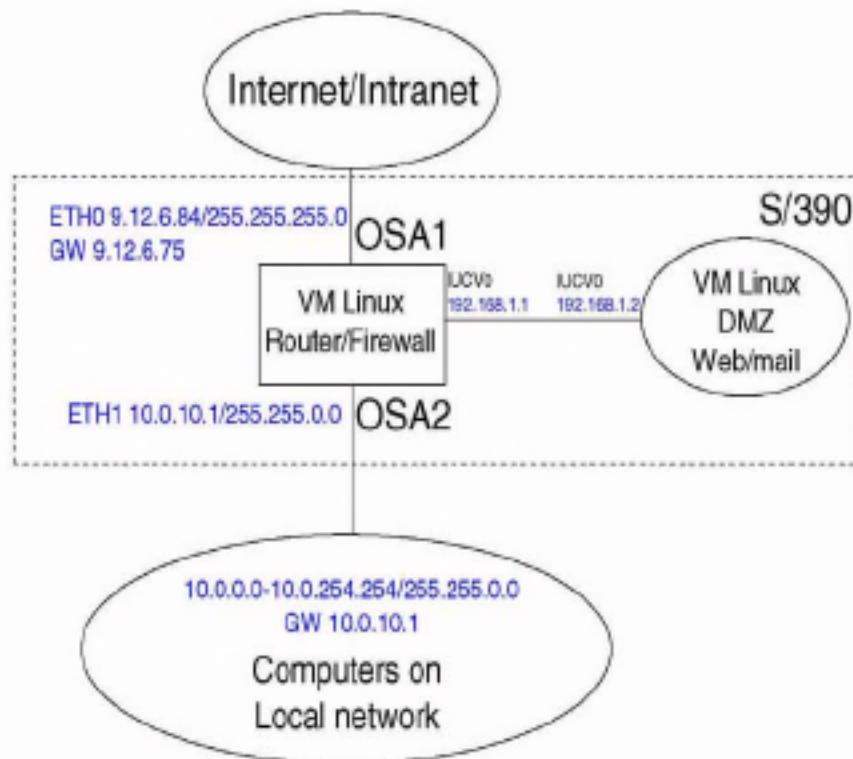 Internet/Intranet
S/390
ETH0 9.12.6.84/255.255.255.0
GW 9.12.6.75
OSA1
VM Linux
Router/Firewall
IUCV0
192.168.1.1
IUCV0
192.168.1.2
VM Linux
DMZ
Web/mail
ETH1 10.0.10.1/255.255.0.0
OSA2
10.0.0.0-10.0.254.254/255.255.0.0
GW 10.0.10.1
Computers on
Local network